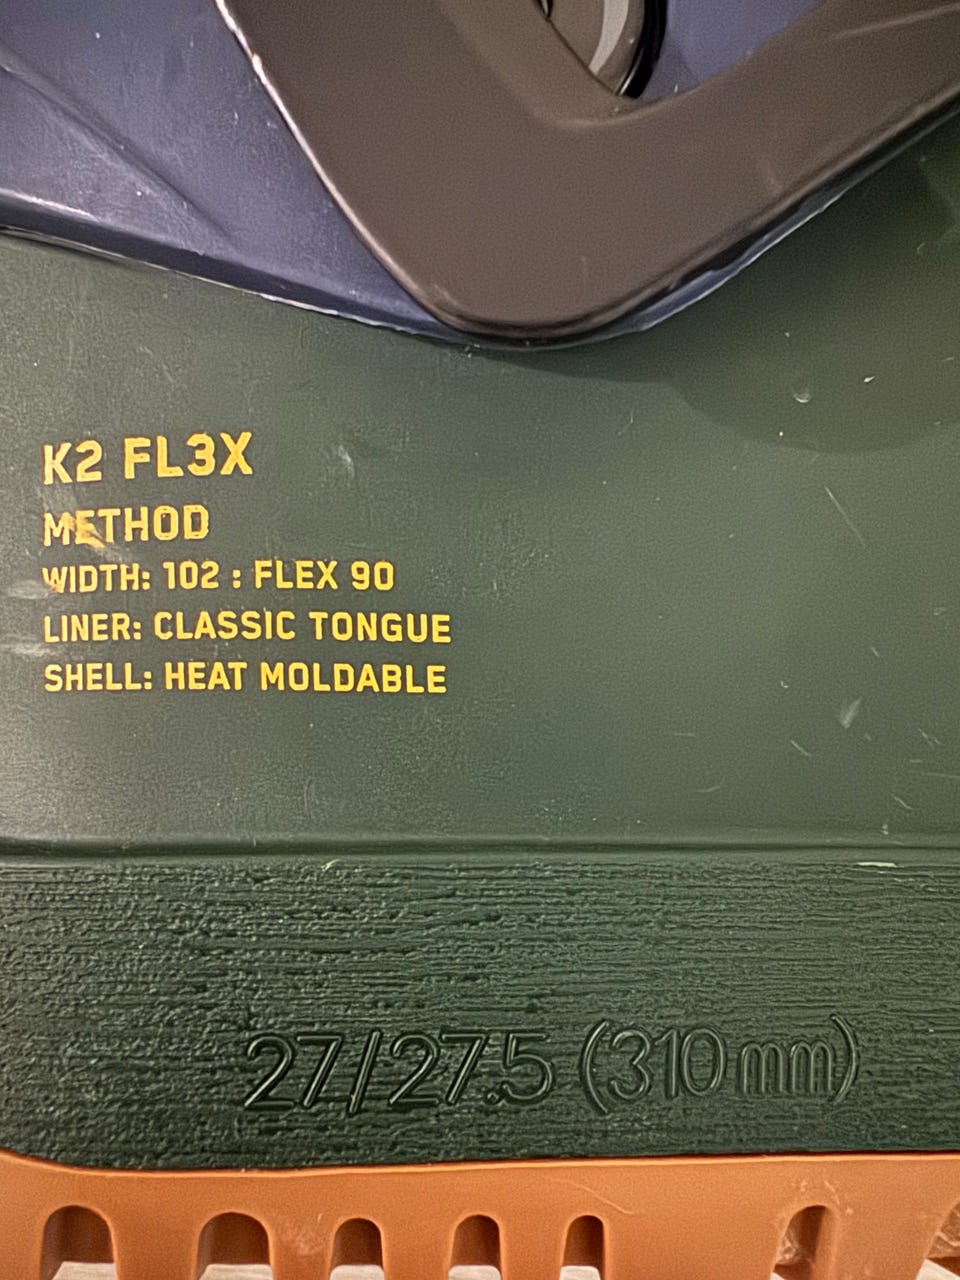 K2 FL3X
METHOD
WIDTH: 102 : FLEX 90
LINER: CLASSIC TONGUE
SHELL: HEAT MOLDABLE
27/27.5 (310mm)